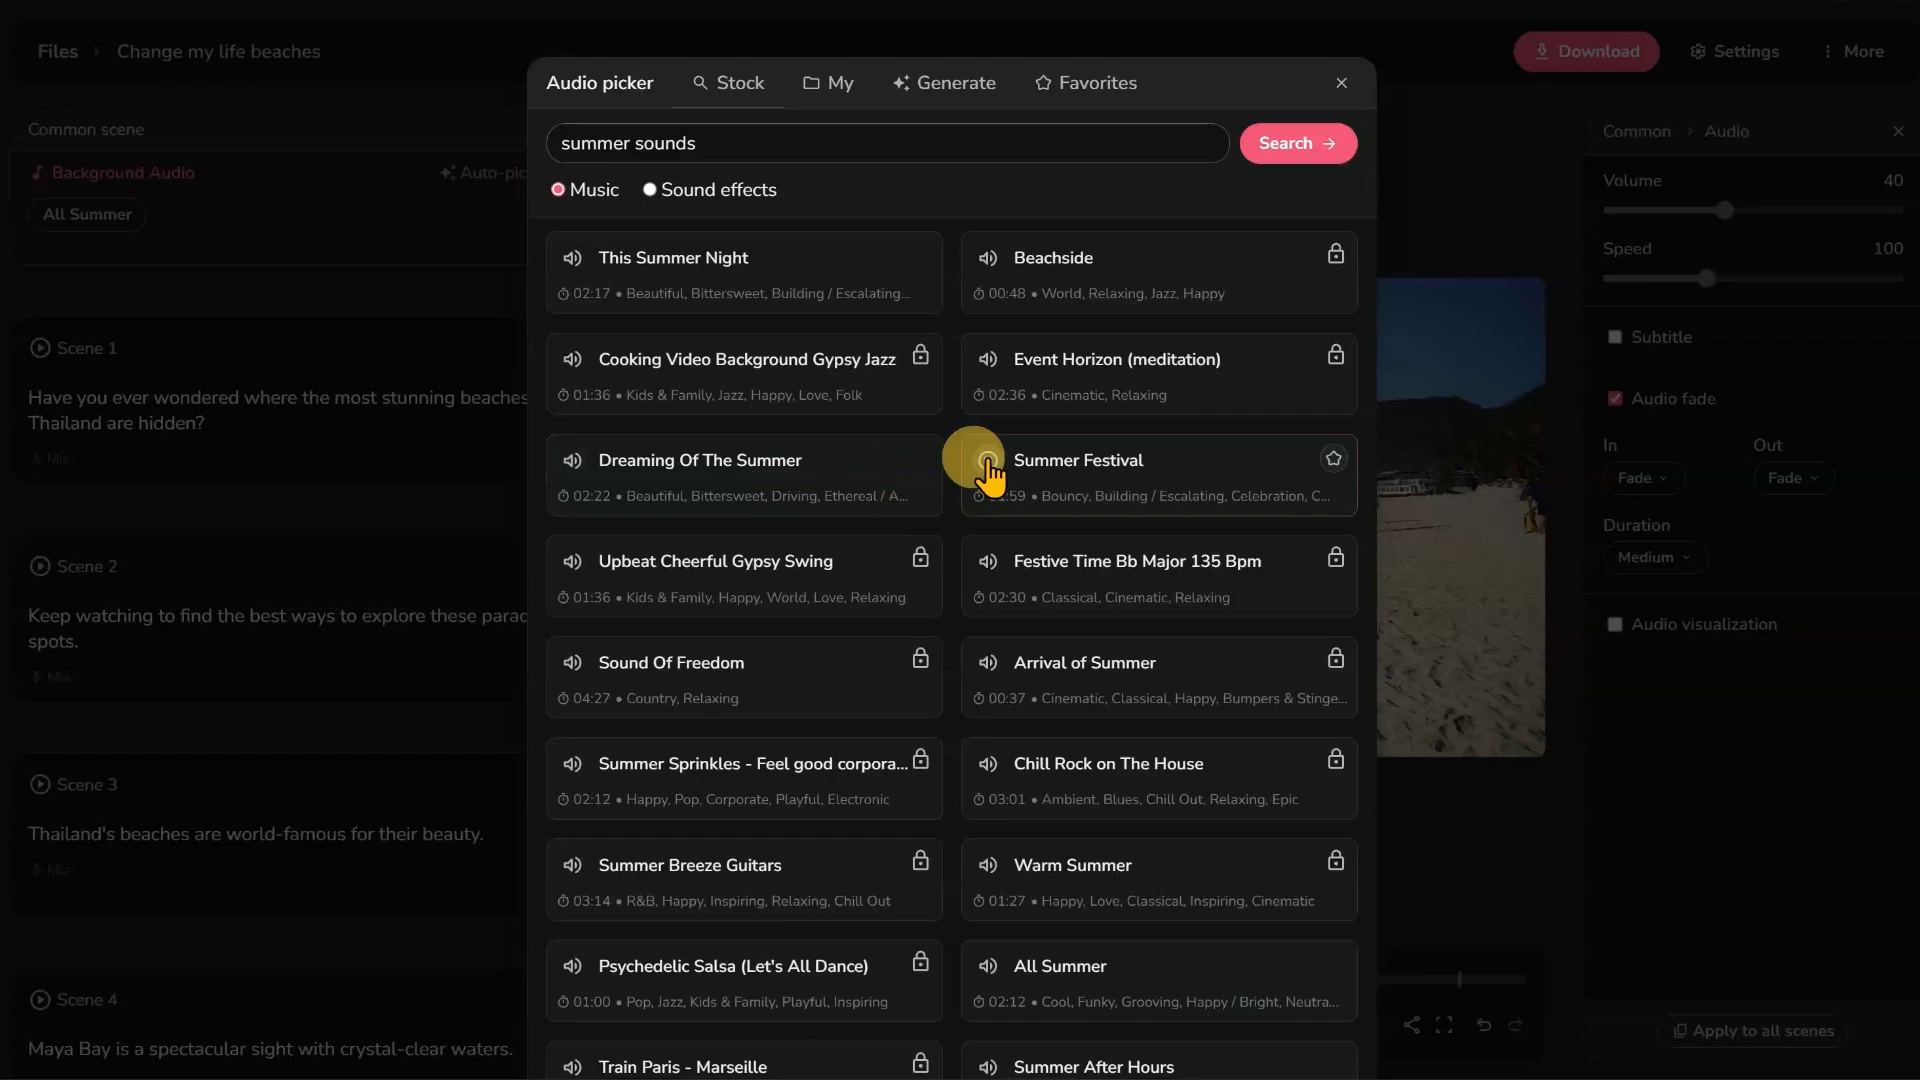 Files > Change my life beaches
Download
Settings
More
Common scene
Background Audio
Auto-pic
All Summer
Scene 1
Have you ever wondered where the most stunning beaches
Thailand are hidden?
Mia
Scene 2
Keep watching to find the best ways to explore these parad
spots.
Mia
Scene 3
Thailand's beaches are world-famous for their beauty.
Mia
Scene 4
Maya Bay is a spectacular sight with crystal-clear waters.
Audio picker
Stock
My
Generate
Favorites
summer sounds
Search
Music
Sound effects
This Summer Night
02:17 • Beautiful, Bittersweet, Building / Escalating...
Beachside
00:48 • World, Relaxing, Jazz, Happy
Cooking Video Background Gypsy Jazz
01:36 • Kids & Family, Jazz, Happy, Love, Folk
Event Horizon (meditation)
02:36 • Cinematic, Relaxing
Dreaming Of The Summer
02:22 • Beautiful, Bittersweet, Driving, Ethereal / A...
Summer Festival
:59 • Bouncy, Building / Escalating, Celebration, C...
Upbeat Cheerful Gypsy Swing
01:36 • Kids & Family, Happy, World, Love, Relaxing
Festive Time Bb Major 135 Bpm
02:30 • Classical, Cinematic, Relaxing
Sound Of Freedom
04:27 • Country, Relaxing
Arrival of Summer
00:37 • Cinematic, Classical, Happy, Bumpers & Stinge...
Summer Sprinkles - Feel good corpora...
02:12 • Happy, Pop, Corporate, Playful, Electronic
Chill Rock on The House
03:01 • Ambient, Blues, Chill Out, Relaxing, Epic
Summer Breeze Guitars
03:14 • R&B, Happy, Inspiring, Relaxing, Chill Out
Warm Summer
01:27 • Happy, Love, Classical, Inspiring, Cinematic
Psychedelic Salsa (Let's All Dance)
01:00 • Pop, Jazz, Kids & Family, Playful, Inspiring
All Summer
02:12 • Cool, Funky, Grooving, Happy / Bright, Neutra...
Train Paris - Marseille
Summer After Hours
Common > Audio
Volume 40
Speed 100
Subtitle
Audio fade
In
Out
Fade
Fade
Duration
Medium
Audio visualization
Apply to all scenes